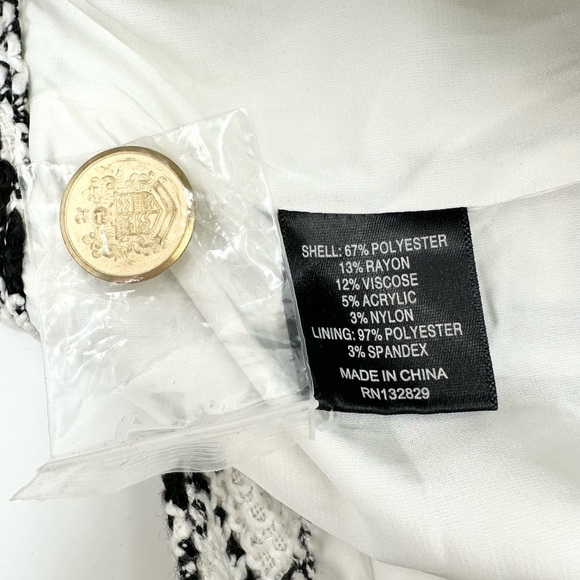 SHELL: 67% POLYESTER
13% RAYON
12% VISCOSE
5% ACRYLIC
3% NYLON
LINING: 97% POLYESTER
3% SPANDEX
MADE IN CHINA
RN132829